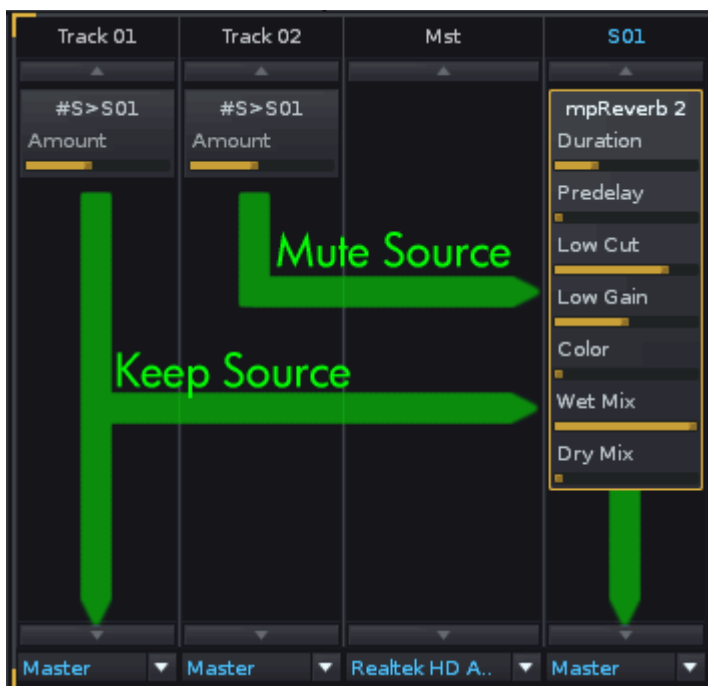 Track 01 Track 02 Mst S01
#S>S01 #S>S01 mpReverb 2
Amount Amount Duration
Predelay
Mute Source Low Cut
Low Gain
Keep Source Color
Wet Mix
Dry Mix
Master Master Realtek HD A.. Master